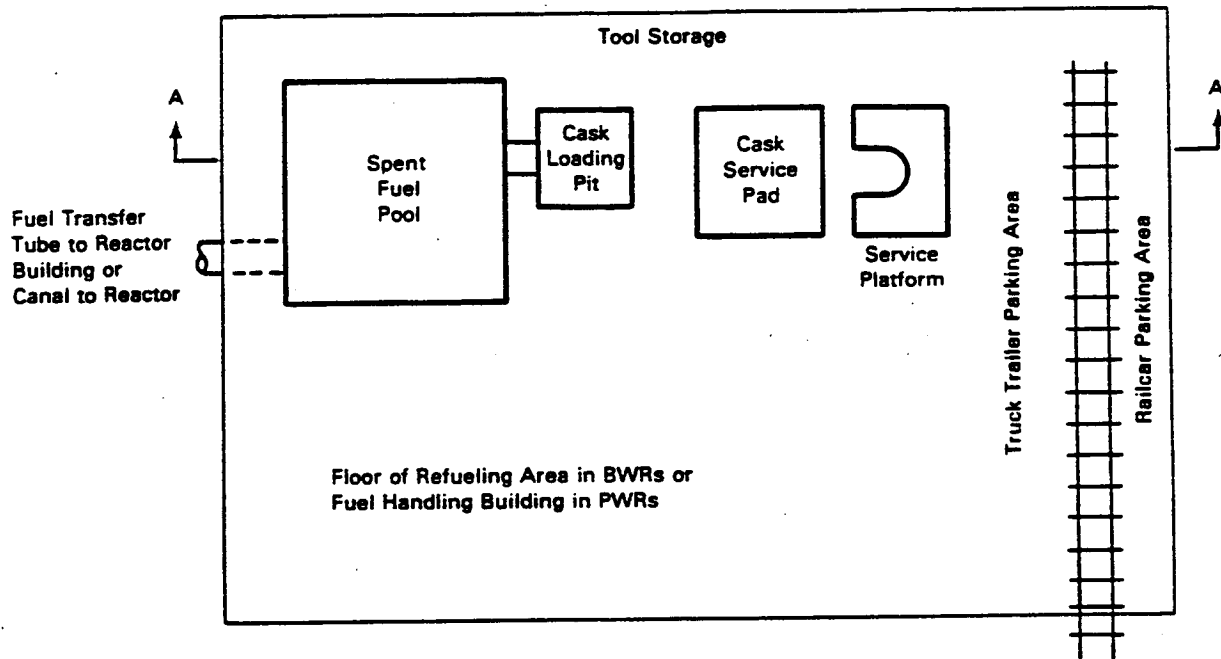 Tool Storage
A
A
Spent
Fuel
Pool
Cask
Loading
Pit
Cask
Service
Pad
Service
Platform
Fuel Transfer
Tube to Reactor
Building or
Canal to Reactor
Truck Trailer Parking Area
Railcar Parking Area
Floor of Refueling Area in BWRs or
Fuel Handling Building in PWRs